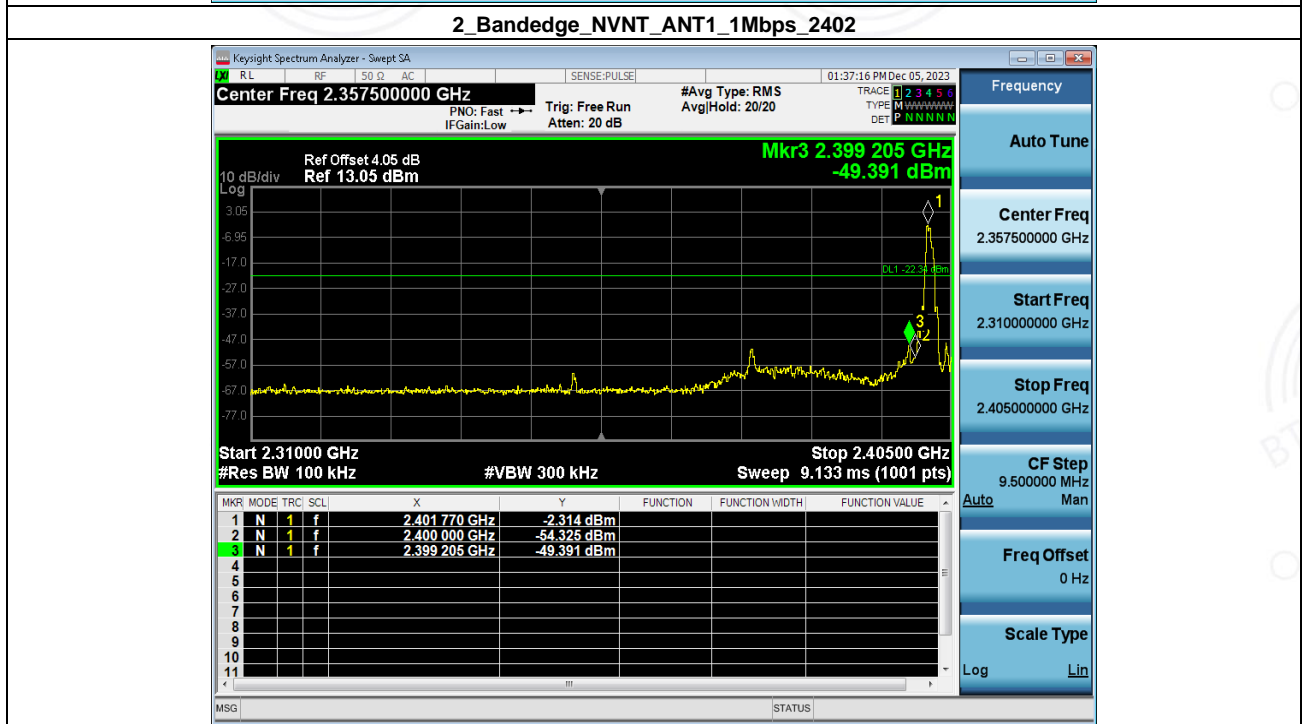 2_Bandedge_NVNT_ANT1_1Mbps_2402
Keysight Spectrum Analyzer - Swept SA
LXI RL RF 50 Ω AC SENSE:PULSE 01:37:16 PM Dec 05, 2023
Center Freq 2.357500000 GHz #Avg Type: RMS TRACE 1 2 3 4 5 6
PNO: Fast Trig: Free Run Avg|Hold: 20/20 TYPE M WWWWW
IFGain:Low Atten: 20 dB DET P N N N N N
Frequency
Auto Tune
Mkr3 2.399 205 GHz
Ref Offset 4.05 dB -49.391 dBm
10 dB/div Ref 13.05 dBm
Log
1
3.05
-6.95
-17.0
DL1 -22.34 dBm
-27.0
-37.0
3
2
-47.0
-57.0
-67.0
-77.0
Start 2.31000 GHz Stop 2.40500 GHz
#Res BW 100 kHz #VBW 300 kHz Sweep 9.133 ms (1001 pts)
Center Freq
2.357500000 GHz
Start Freq
2.310000000 GHz
Stop Freq
2.405000000 GHz
CF Step
9.500000 MHz
Auto Man
Freq Offset
0 Hz
Scale Type
Log Lin
MKR MODE TRC SCL X Y FUNCTION FUNCTION WIDTH FUNCTION VALUE
1 N 1 f 2.401 770 GHz -2.314 dBm
2 N 1 f 2.400 000 GHz -54.325 dBm
3 N 1 f 2.399 205 GHz -49.391 dBm
4
5
6
7
8
9
10
11
MSG STATUS